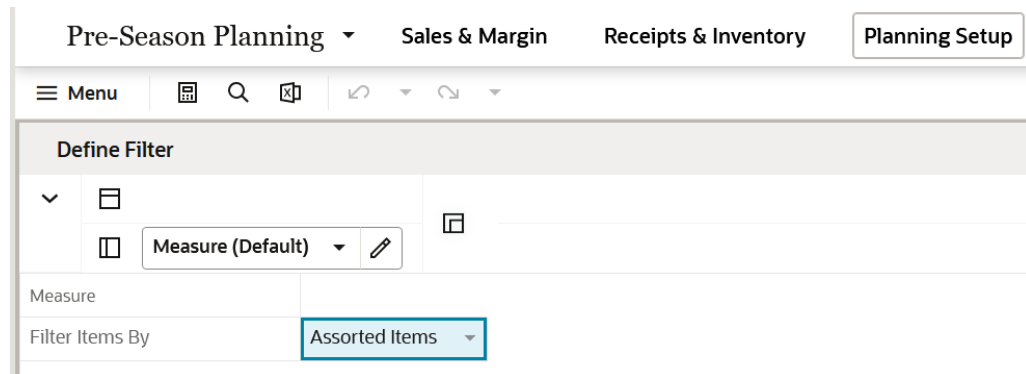 Pre-Season Planning Sales & Margin Receipts & Inventory Planning Setup
Menu
Define Filter
Measure (Default)
Measure
Filter Items By Assorted Items